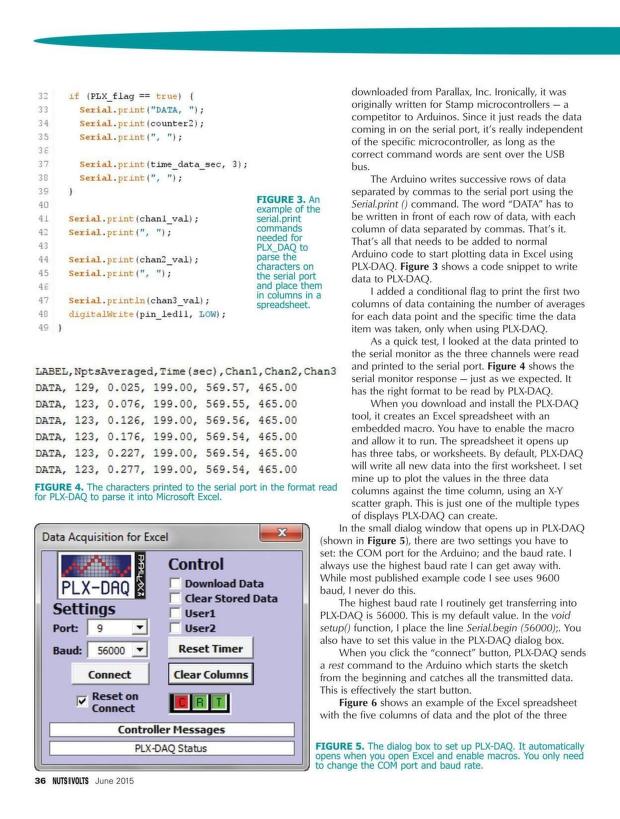 32 if (PLX_flag == true) {
33 Serial.print("DATA, ");
34 Serial.print(counter2);
35 Serial.print(", ");
36
37 Serial.print(time_data_sec, 3);
38 Serial.print(", ");
39 }
40
41 Serial.print(chan1_val);
42 Serial.print(", ");
43
44 Serial.print(chan2_val);
45 Serial.print(", ");
46
47 Serial.println(chan3_val);
48 digitalWrite(pin_led11, LOW);
49 }
FIGURE 3. An
example of the
serial.print
commands
needed for
PLX_DAQ to
parse the
characters on
the serial port
and place them
in columns in a
spreadsheet.
LABEL,NptsAveraged,Time(sec),Chan1,Chan2,Chan3
DATA, 129, 0.025, 199.00, 569.57, 465.00
DATA, 123, 0.076, 199.00, 569.55, 465.00
DATA, 123, 0.126, 199.00, 569.56, 465.00
DATA, 123, 0.176, 199.00, 569.54, 465.00
DATA, 123, 0.227, 199.00, 569.54, 465.00
DATA, 123, 0.277, 199.00, 569.54, 465.00
FIGURE 4. The characters printed to the serial port in the format read
for PLX-DAQ to parse it into Microsoft Excel.
Data Acquisition for Excel
x
PLX-DAQ
PARALLAX
Control
Download Data
Clear Stored Data
User1
User2
Settings
Port: 9
Baud: 56000
Reset Timer
Connect
Clear Columns
Reset on
Connect
C R T
Controller Messages
PLX-DAQ Status
downloaded from Parallax, Inc. Ironically, it was
originally written for Stamp microcontrollers — a
competitor to Arduinos. Since it just reads the data
coming in on the serial port, it's really independent
of the specific microcontroller, as long as the
correct command words are sent over the USB
bus.
The Arduino writes successive rows of data
separated by commas to the serial port using the
Serial.print () command. The word "DATA" has to
be written in front of each row of data, with each
column of data separated by commas. That's it.
That's all that needs to be added to normal
Arduino code to start plotting data in Excel using
PLX-DAQ. Figure 3 shows a code snippet to write
data to PLX-DAQ.
I added a conditional flag to print the first two
columns of data containing the number of averages
for each data point and the specific time the data
item was taken, only when using PLX-DAQ.
As a quick test, I looked at the data printed to
the serial monitor as the three channels were read
and printed to the serial port. Figure 4 shows the
serial monitor response — just as we expected. It
has the right format to be read by PLX-DAQ.
When you download and install the PLX-DAQ
tool, it creates an Excel spreadsheet with an
embedded macro. You have to enable the macro
and allow it to run. The spreadsheet it opens up
has three tabs, or worksheets. By default, PLX-DAQ
will write all new data into the first worksheet. I set
mine up to plot the values in the three data
columns against the time column, using an X-Y
scatter graph. This is just one of the multiple types
of displays PLX-DAQ can create.
In the small dialog window that opens up in PLX-DAQ
(shown in Figure 5), there are two settings you have to
set: the COM port for the Arduino; and the baud rate. I
always use the highest baud rate I can get away with.
While most published example code I see uses 9600
baud, I never do this.
The highest baud rate I routinely get transferring into
PLX-DAQ is 56000. This is my default value. In the void
setup() function, I place the line Serial.begin (56000);. You
also have to set this value in the PLX-DAQ dialog box.
When you click the "connect" button, PLX-DAQ sends
a rest command to the Arduino which starts the sketch
from the beginning and catches all the transmitted data.
This is effectively the start button.
Figure 6 shows an example of the Excel spreadsheet
with the five columns of data and the plot of the three
FIGURE 5. The dialog box to set up PLX-DAQ. It automatically
opens when you open Excel and enable macros. You only need
to change the COM port and baud rate.
36 NUTS&VOLTS June 2015